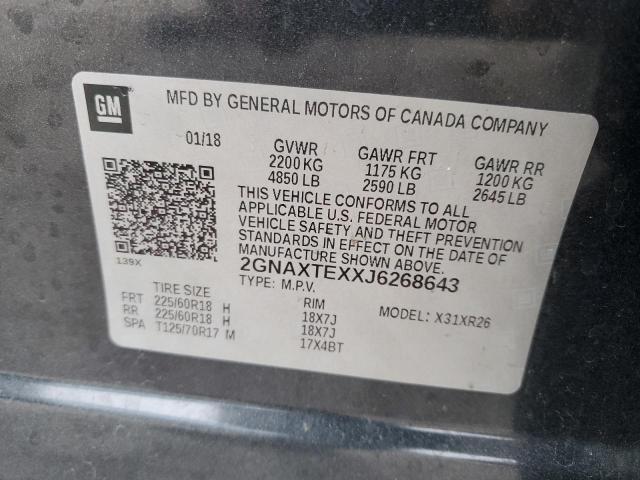 GM
MFD BY GENERAL MOTORS OF CANADA COMPANY
01/18 GVWR GAWR FRT GAWR RR
2200 KG 1175 KG 1200 KG
4850 LB 2590 LB 2645 LB
THIS VEHICLE CONFORMS TO ALL
APPLICABLE U.S. FEDERAL MOTOR
VEHICLE SAFETY AND THEFT PREVENTION
STANDARDS IN EFFECT ON THE DATE OF
MANUFACTURE SHOWN ABOVE.
139X
2GNAXTEXXJ6268643
TYPE: M.P.V.
TIRE SIZE RIM MODEL: X31XR26
FRT 225/60R18 H 18X7J
RR 225/60R18 H 18X7J
SPA T125/70R17 M 17X4BT